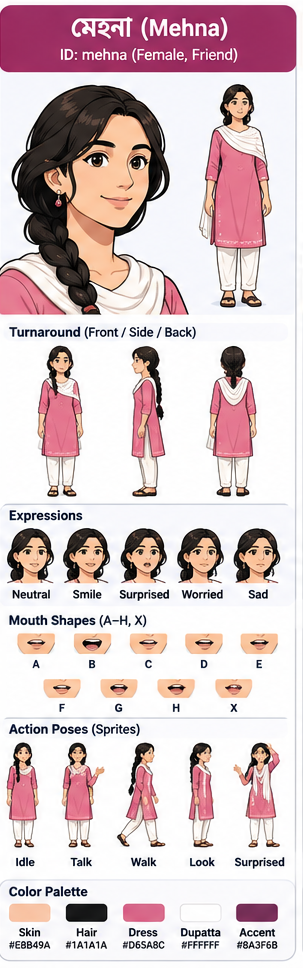 মেহনা (Mehna)
ID: mehna (Female, Friend)
Turnaround (Front / Side / Back)
Expressions
Neutral Smile Surprised Worried Sad
Mouth Shapes (A–H, X)
A B C D E
F G H X
Action Poses (Sprites)
Idle Talk Walk Look Surprised
Color Palette
Skin Hair Dress Dupatta Accent
#EBB49A #1A1A1A #D65A8C #FFFFFF #8A3F6B